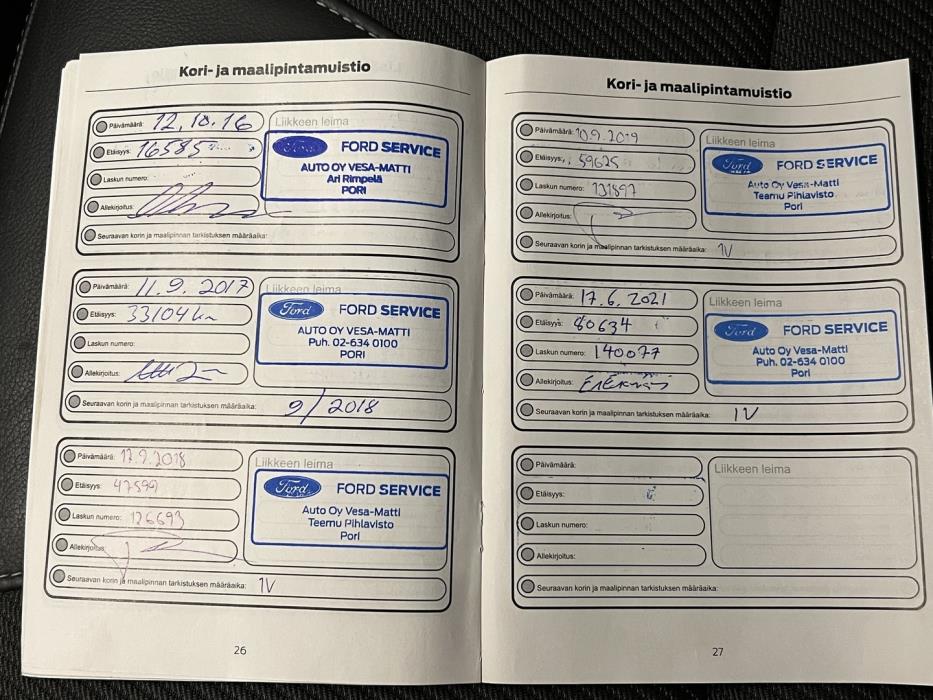 Kori- ja maalipintamuistio
Päivämäärä: 12.10.16
Etäisyys: 16585
Laskun numero:
Allekirjoitus:
Liikkeen leima
Ford FORD SERVICE
AUTO OY VESA-MATTI
Ari Rimpelä
PORI
Seuraavan korin ja maalipinnan tarkistuksen määräaika:
Päivämäärä: 11.9.2017
Etäisyys: 33104 km
Laskun numero:
Allekirjoitus:
Liikkeen leima
Ford FORD SERVICE
AUTO OY VESA-MATTI
Puh. 02-634 0100
PORI
Seuraavan korin ja maalipinnan tarkistuksen määräaika: 9/2018
Päivämäärä: 17.9.2018
Etäisyys: 47599
Laskun numero: 126693
Allekirjoitus:
Liikkeen leima
Ford FORD SERVICE
Auto Oy Vesa-Matti
Teemu Pihlavisto
Pori
Seuraavan korin ja maalipinnan tarkistuksen määräaika: 1V
26
Kori- ja maalipintamuistio
Päivämäärä: 10.9.2019
Etäisyys: 59625
Laskun numero: 131897
Allekirjoitus:
Liikkeen leima
Ford FORD SERVICE
Auto Oy Vesa-Matti
Teemu Pihlavisto
Pori
Seuraavan korin ja maalipinnan tarkistuksen määräaika: 1V
Päivämäärä: 17.6.2021
Etäisyys: 80634
Laskun numero: 140077
Allekirjoitus:
Liikkeen leima
Ford FORD SERVICE
Auto Oy Vesa-Matti
Puh. 02-634 0100
Pori
Seuraavan korin ja maalipinnan tarkistuksen määräaika: 1V
Päivämäärä:
Etäisyys:
Laskun numero:
Allekirjoitus:
Liikkeen leima
Seuraavan korin ja maalipinnan tarkistuksen määräaika:
27